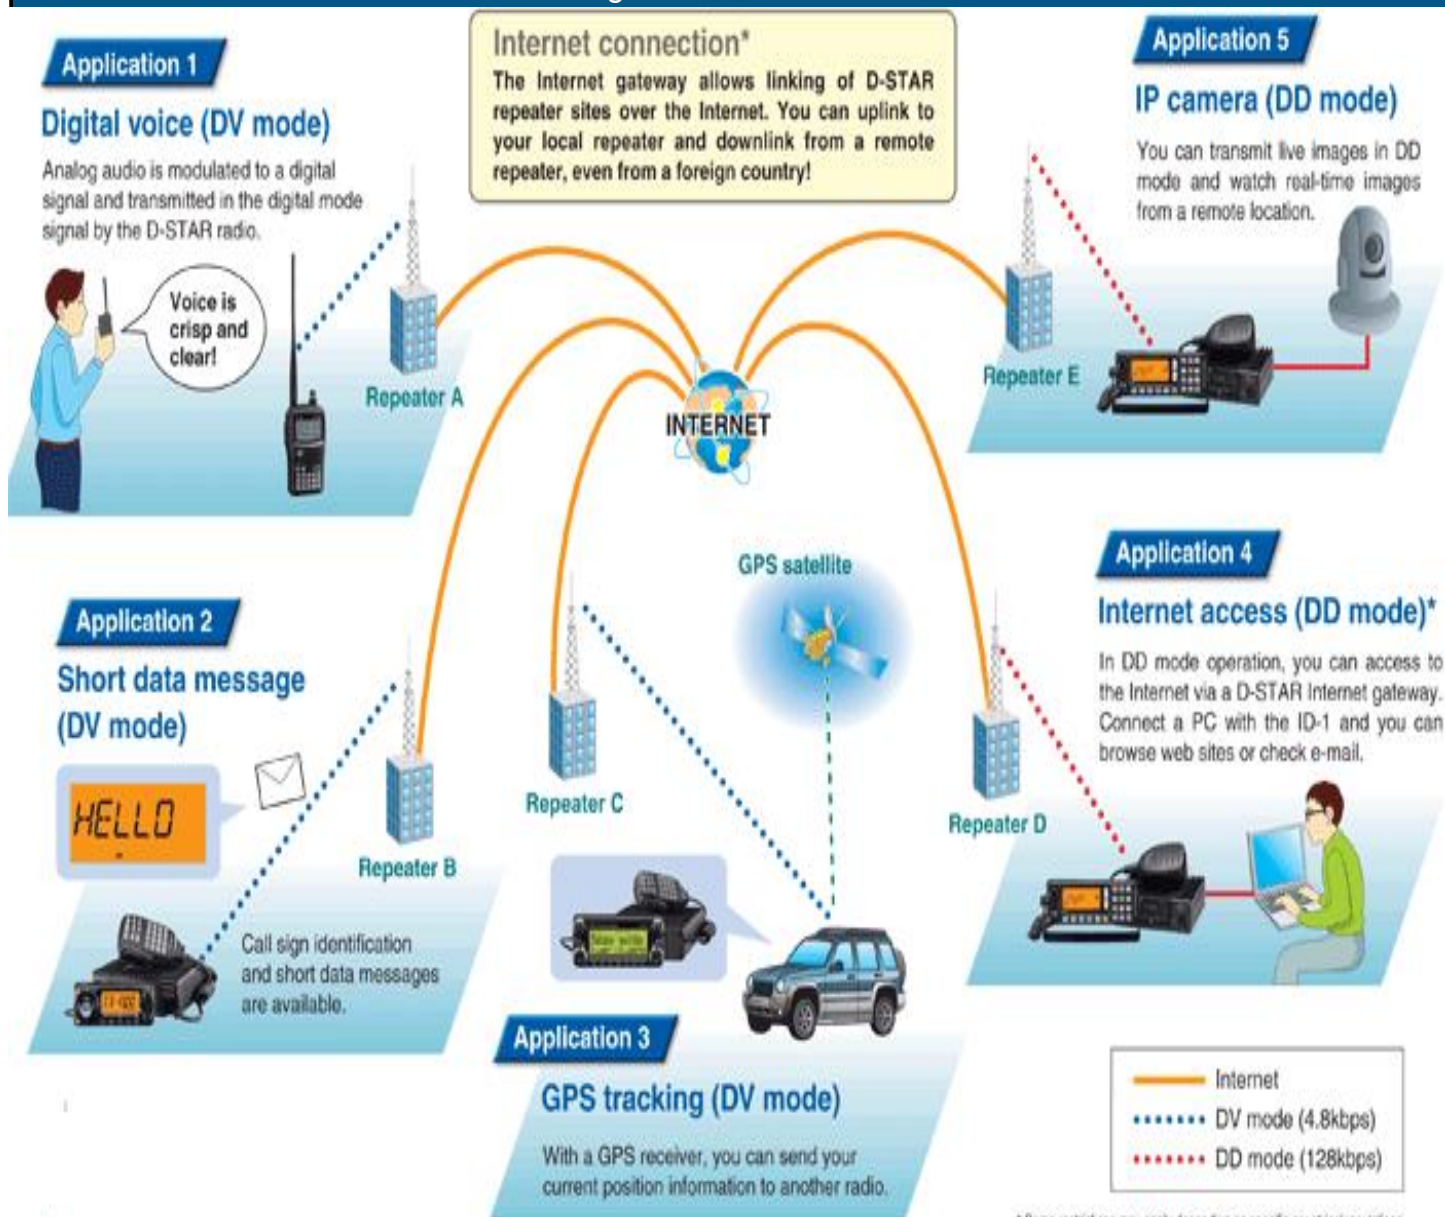 Internet connection*
The Internet gateway allows linking of D-STAR
repeater sites over the Internet. You can uplink to
your local repeater and downlink from a remote
repeater, even from a foreign country!
Application 1
Digital voice (DV mode)
Analog audio is modulated to a digital
signal and transmitted in the digital mode
signal by the D-STAR radio.
Voice is
crisp and
clear!
Repeater A
Application 5
IP camera (DD mode)
You can transmit live images in DD
mode and watch real-time images
from a remote location.
Repeater E
INTERNET
GPS satellite
Application 2
Short data message
(DV mode)
HELLO
Repeater B
Call sign identification
and short data messages
are available.
Repeater C
Application 4
Internet access (DD mode)*
In DD mode operation, you can access to
the Internet via a D-STAR Internet gateway.
Connect a PC with the ID-1 and you can
browse web sites or check e-mail.
Repeater D
Application 3
GPS tracking (DV mode)
With a GPS receiver, you can send your
current position information to another radio.
Internet
DV mode (4.8kbps)
DD mode (128kbps)